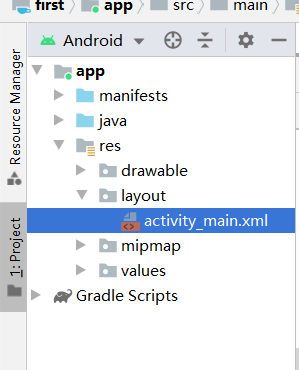 first app src main
Android
app
manifests
java
res
drawable
layout
activity_main.xml
mipmap
values
Gradle Scripts
Resource Manager
1: Project